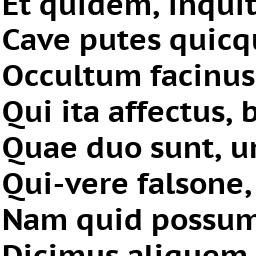 Et quidem, inquit
Cave putes quicqu
Occultum facinus
Qui ita affectus, b
Quae duo sunt, un
Qui-vere falsone,
Nam quid possum
Dicimus aliquem